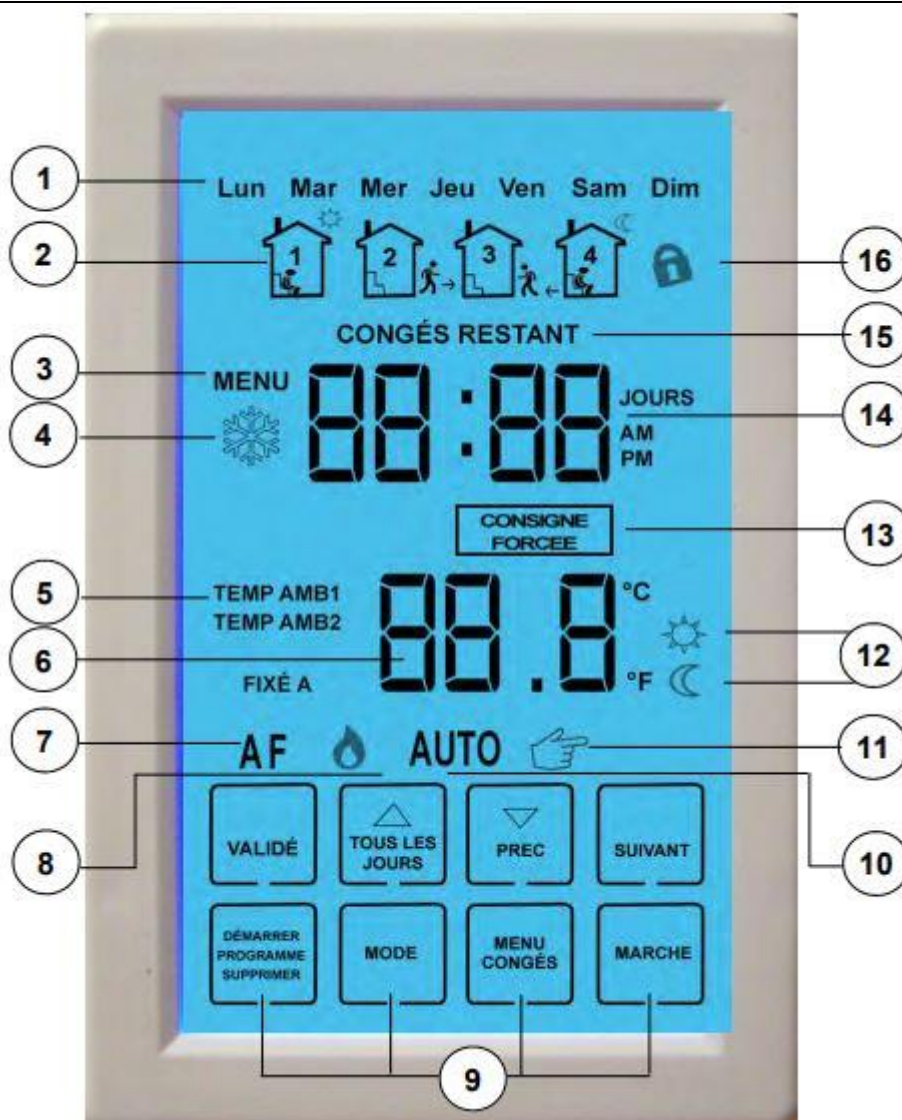 1
Lun Mar Mer Jeu Ven Sam Dim
2
1 2 3 4
16
CONGÉS RESTANT
15
3
MENU
88:88
JOURS
14
4
AM
PM
CONSIGNE
FORCEE
13
5
TEMP AMB1
TEMP AMB2
88.8
°C
12
6
FIXÉ A
°F
7
AF AUTO
11
8
VALIDÉ
TOUS LES
JOURS
PREC
SUIVANT
10
DÉMARRER
PROGRAMME
SUPPRIMER
MODE
MENU
CONGÉS
MARCHE
9